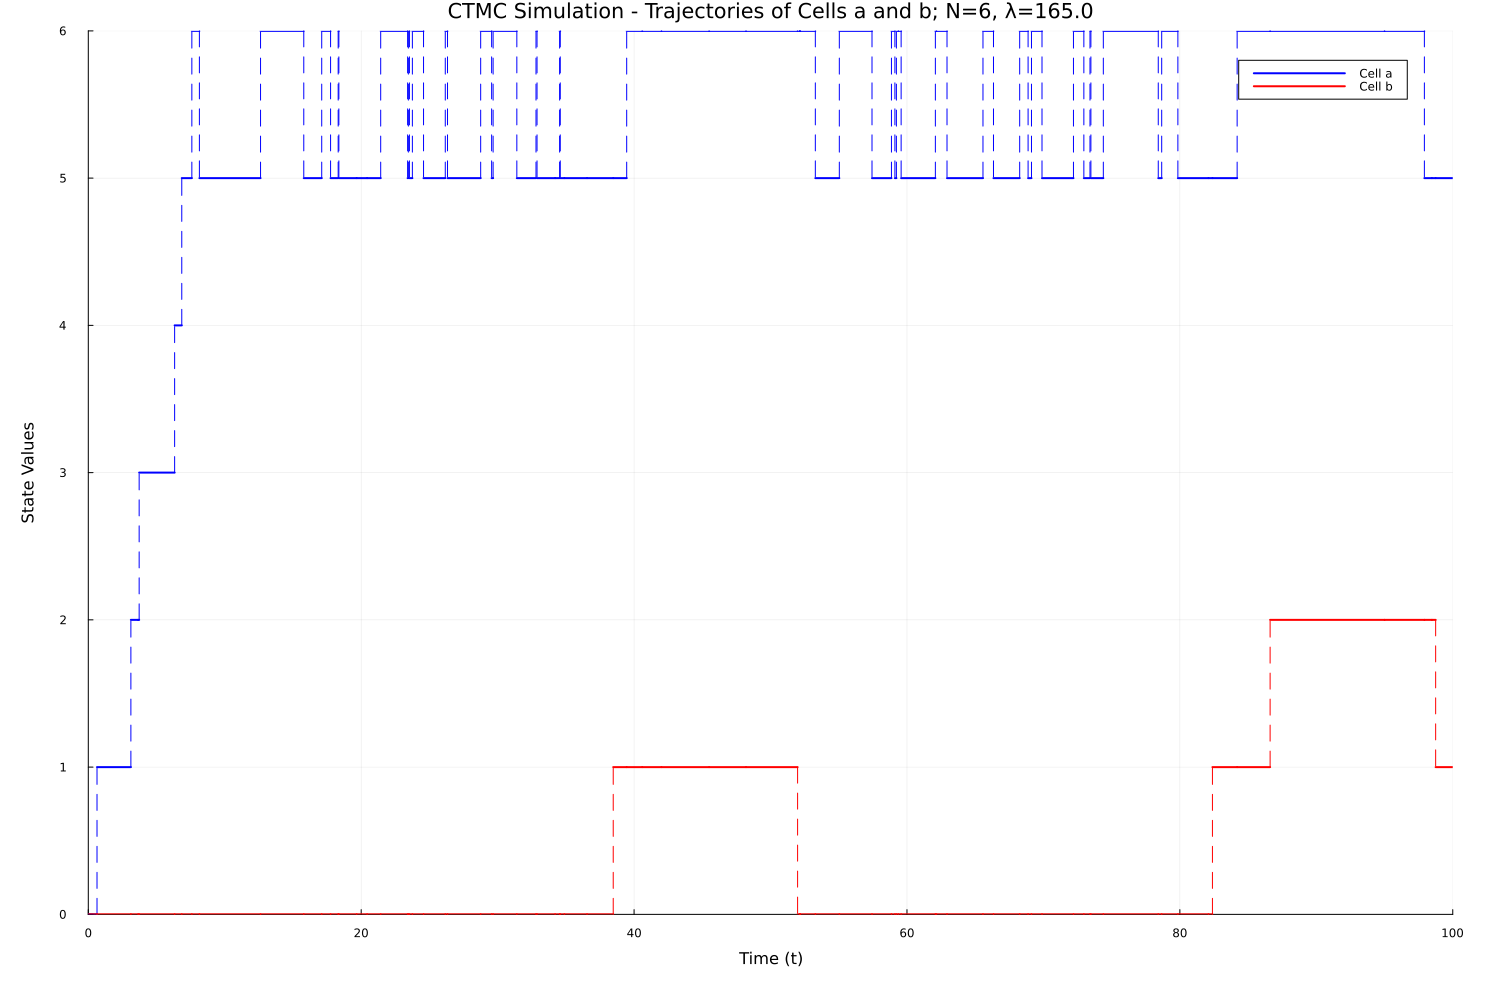 CTMC Simulation - Trajectories of Cells a and b; N=6, λ=165.0
6
5
4
3
2
1
0
State Values
Cell a
Cell b
0 20 40 60 80 100
Time (t)